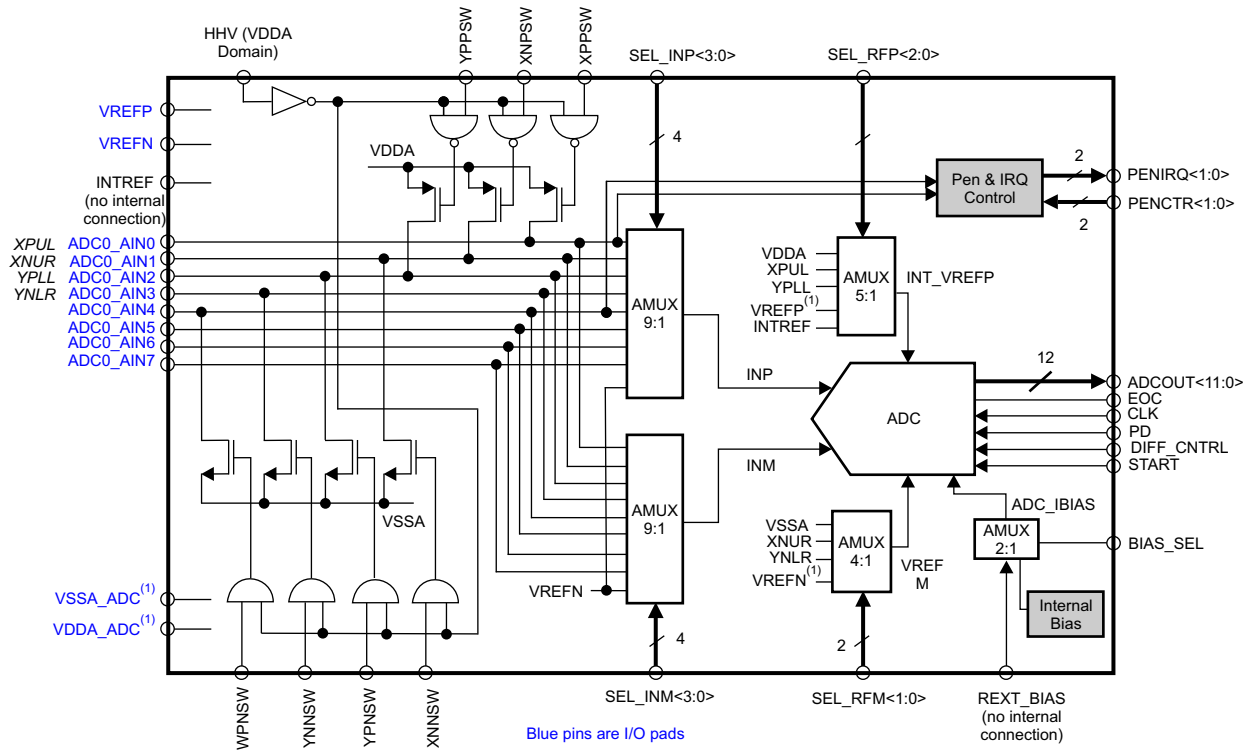 HHV (VDDA
Domain)
YPPSW
XNPSW
XPPSW
SEL_INP<3:0>
SEL_RFP<2:0>
VREFP
VREFN
INTREF
(no internal
connection)
VDDA
4
Pen & IRQ
Control
2
PENIRQ<1:0>
PENCTR<1:0>
2
XPUL ADC0_AIN0
XNUR ADC0_AIN1
YPLL ADC0_AIN2
YNLR ADC0_AIN3
ADC0_AIN4
ADC0_AIN5
ADC0_AIN6
ADC0_AIN7
AMUX
9:1
VDDA
XPUL
YPLL
VREFP(1)
INTREF
AMUX
5:1
INT_VREFP
INP
ADC
12
ADCOUT<11:0>
EOC
CLK
PD
DIFF_CNTRL
START
INM
AMUX
9:1
VSSA
VSSA
XNUR
YNLR
VREFN(1)
AMUX
4:1
VREF
M
ADC_IBIAS
AMUX
2:1
BIAS_SEL
Internal
Bias
VREFN
VSSA_ADC(1)
VDDA_ADC(1)
4
2
WPNSW
YNNSW
YPNSW
XNNSW
SEL_INM<3:0>
SEL_RFM<1:0>
REXT_BIAS
(no internal
connection)
Blue pins are I/O pads